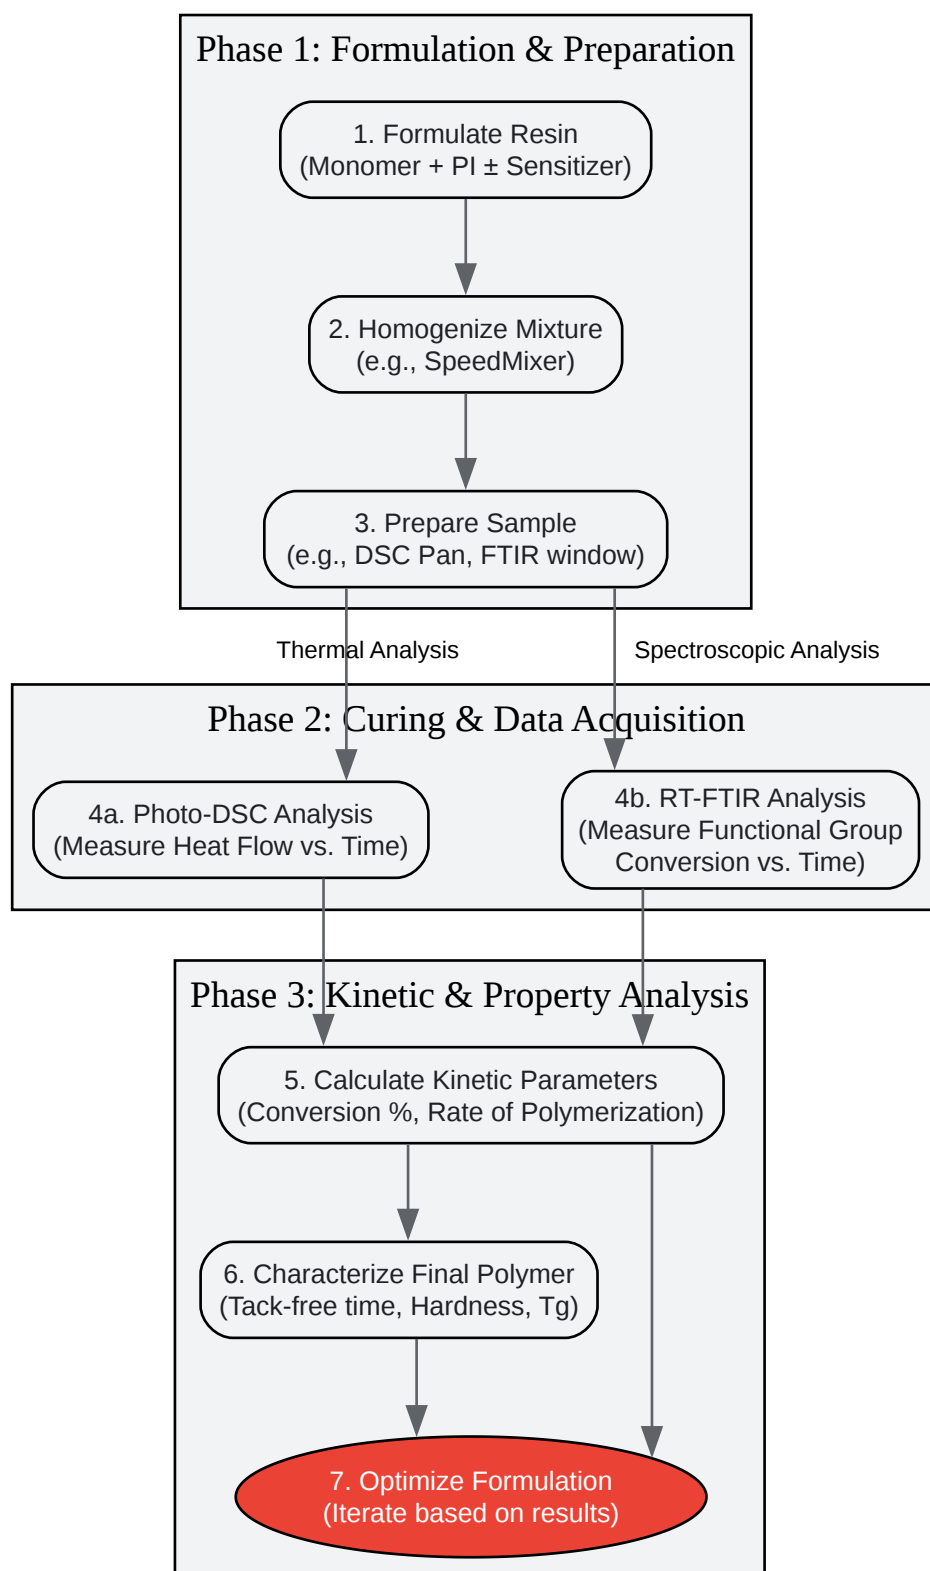 Phase 1: Formulation & Preparation
1. Formulate Resin
(Monomer + PI ± Sensitizer)
2. Homogenize Mixture
(e.g., SpeedMixer)
3. Prepare Sample
(e.g., DSC Pan, FTIR window)
Thermal Analysis
Spectroscopic Analysis
Phase 2: Curing & Data Acquisition
4a. Photo-DSC Analysis
(Measure Heat Flow vs. Time)
4b. RT-FTIR Analysis
(Measure Functional Group
Conversion vs. Time)
Phase 3: Kinetic & Property Analysis
5. Calculate Kinetic Parameters
(Conversion %, Rate of Polymerization)
6. Characterize Final Polymer
(Tack-free time, Hardness, Tg)
7. Optimize Formulation
(Iterate based on results)